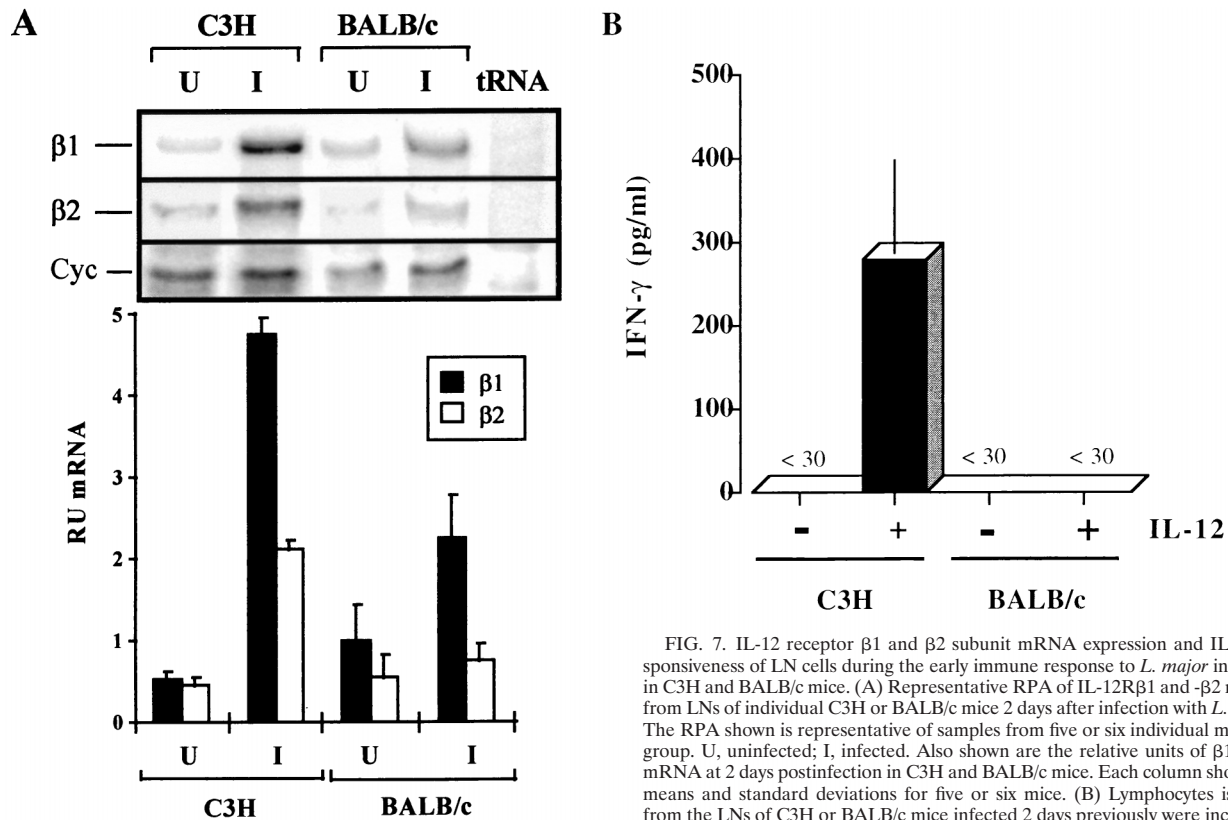 A
C3H BALB/c
U I U I tRNA
β1
β2
Cyc
5
4
3
2
1
0
RU mRNA
β1
β2
U I U I
C3H BALB/c
B
500
400
300
200
100
0
IFN-γ (pg/ml)
< 30 < 30 < 30
- + - + IL-12
C3H BALB/c
FIG. 7. IL-12 receptor β1 and β2 subunit mRNA expression and IL
sponsiveness of LN cells during the early immune response to L. major in
in C3H and BALB/c mice. (A) Representative RPA of IL-12Rβ1 and -β2
from LNs of individual C3H or BALB/c mice 2 days after infection with L.
The RPA shown is representative of samples from five or six individual
group. U, uninfected; I, infected. Also shown are the relative units of β1
mRNA at 2 days postinfection in C3H and BALB/c mice. Each column
means and standard deviations for five or six mice. (B) Lymphocytes
from the LNs of C3H or BALB/c mice infected 2 days previously were